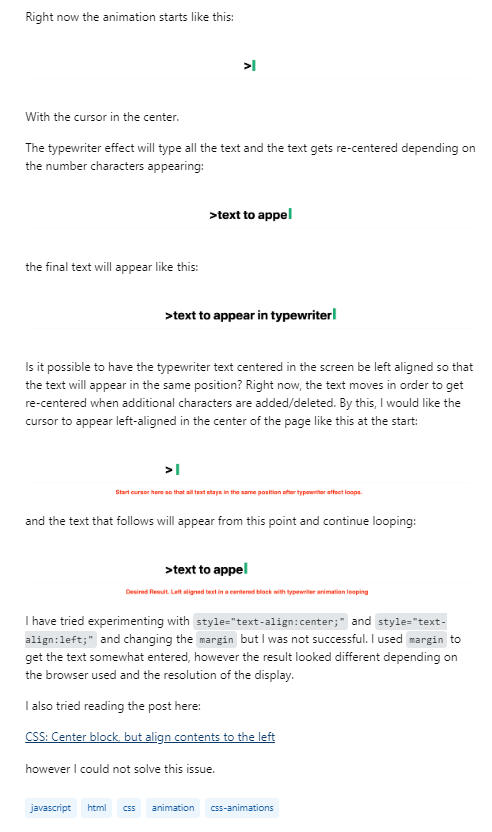 Right now the animation starts like this:
>
With the cursor in the center.
The typewriter effect will type all the text and the text gets re-centered depending on
the number characters appearing:
>text to appe
the final text will appear like this:
>text to appear in typewriter
Is it possible to have the typewriter text centered in the screen be left aligned so that
the text will appear in the same position? Right now, the text moves in order to get
re-centered when additional characters are added/deleted. By this, I would like the
cursor to appear left-aligned in the center of the page like this at the start:
>
Start cursor here so that all text stays in the same position after typewriter effect loops.
and the text that follows will appear from this point and continue looping:
>text to appe
Desired Result. Left aligned text in a centered block with typewriter animation looping
I have tried experimenting with style="text-align:center;" and style="text-
align:left;" and changing the margin but I was not successful. I used margin to
get the text somewhat entered, however the result looked different depending on
the browser used and the resolution of the display.
I also tried reading the post here:
CSS: Center block, but align contents to the left
however I could not solve this issue.
javascript html css animation css-animations